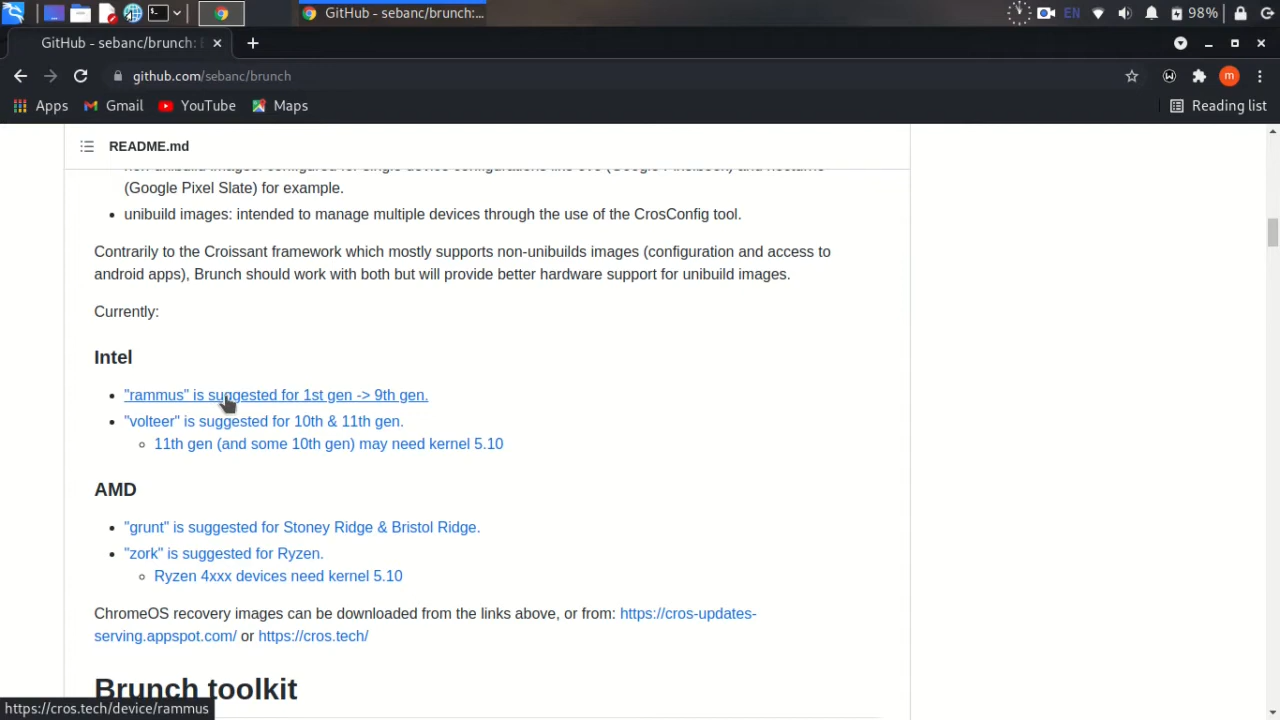 GitHub - sebanc/brunch:...
EN
98%
GitHub - sebanc/brunch:
github.com/sebanc/brunch
m
Apps
Gmail
YouTube
Maps
Reading list
README.md
(Google Pixel Slate) for example.
unibuild images: intended to manage multiple devices through the use of the CrosConfig tool.
Contrarily to the Croissant framework which mostly supports non-unibuilds images (configuration and access to
android apps), Brunch should work with both but will provide better hardware support for unibuild images.
Currently:
Intel
"rammus" is suggested for 1st gen -> 9th gen.
"volteer" is suggested for 10th & 11th gen.
11th gen (and some 10th gen) may need kernel 5.10
AMD
"grunt" is suggested for Stoney Ridge & Bristol Ridge.
"zork" is suggested for Ryzen.
Ryzen 4xxx devices need kernel 5.10
ChromeOS recovery images can be downloaded from the links above, or from: https://cros-updates-
serving.appspot.com/ or https://cros.tech/
Brunch toolkit
https://cros.tech/device/rammus